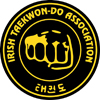 IRISH TAEKWON-DO ASSOCIATION
태권도